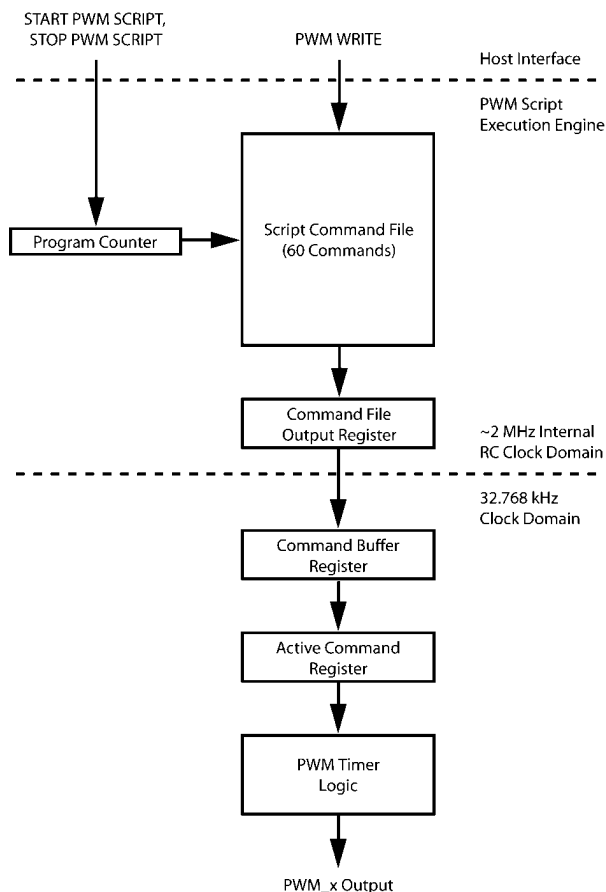 START PWM SCRIPT,
STOP PWM SCRIPT
PWM WRITE
Host Interface
PWM Script
Execution Engine
Program Counter
Script Command File
(60 Commands)
Command File
Output Register
~2 MHz Internal
RC Clock Domain
32.768 kHz
Clock Domain
Command Buffer
Register
Active Command
Register
PWM Timer
Logic
PWM_x Output